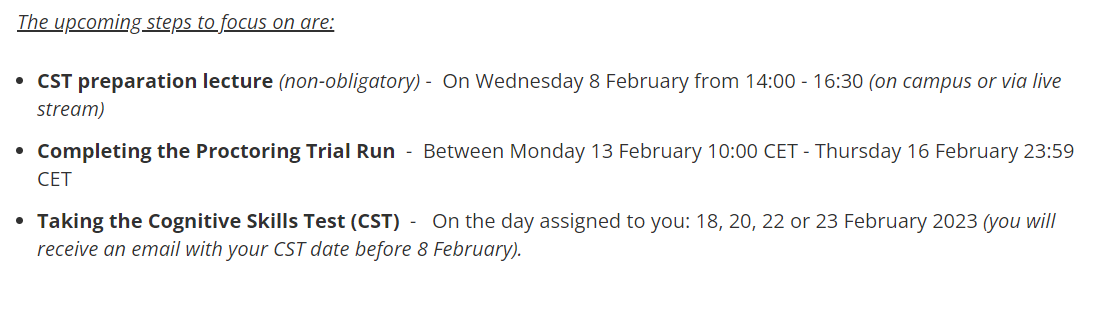 The upcoming steps to focus on are:
• CST preparation lecture (non-obligatory) - On Wednesday 8 February from 14:00 - 16:30 (on campus or via live
stream)
• Completing the Proctoring Trial Run - Between Monday 13 February 10:00 CET - Thursday 16 February 23:59
CET
• Taking the Cognitive Skills Test (CST) - On the day assigned to you: 18, 20, 22 or 23 February 2023 (you will
receive an email with your CST date before 8 February).